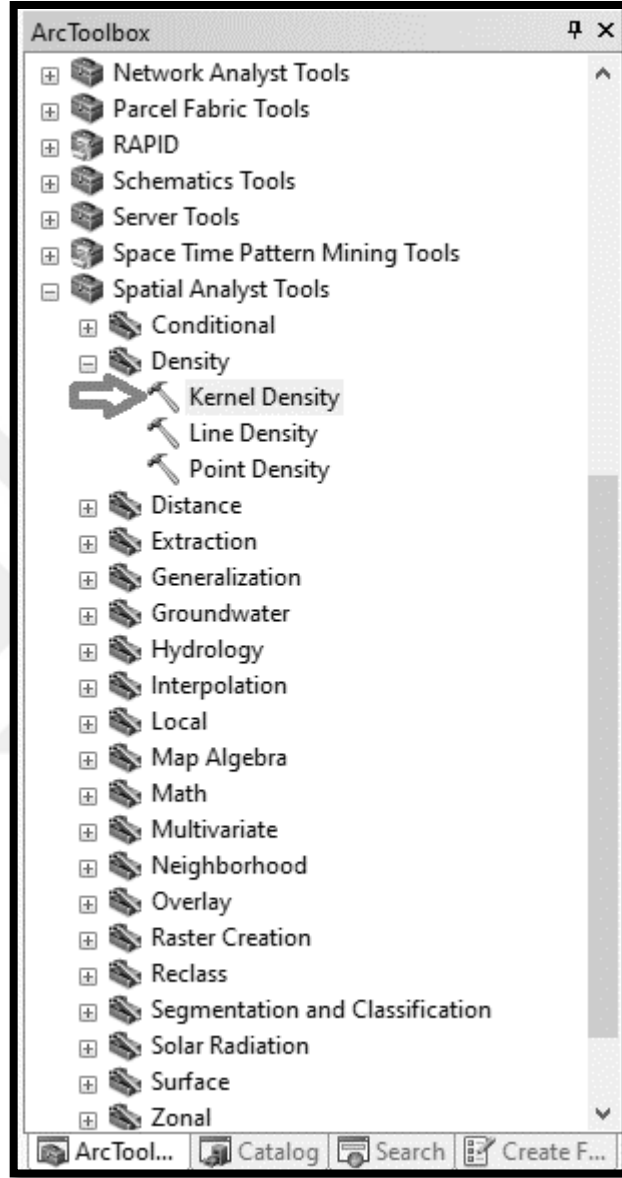 ArcToolbox
Network Analyst Tools
Parcel Fabric Tools
RAPID
Schematics Tools
Server Tools
Space Time Pattern Mining Tools
Spatial Analyst Tools
Conditional
Density
Kernel Density
Line Density
Point Density
Distance
Extraction
Generalization
Groundwater
Hydrology
Interpolation
Local
Map Algebra
Math
Multivariate
Neighborhood
Overlay
Raster Creation
Reclass
Segmentation and Classification
Solar Radiation
Surface
Zonal
ArcTool... Catalog Search Create F...